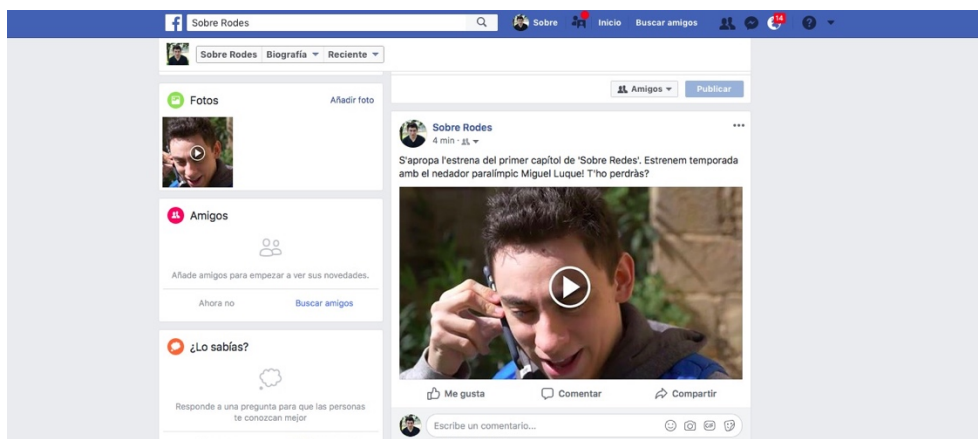 Sobre Rodes
Sobre
Inicio
Buscar amigos
14
Sobre Rodes Biografía Reciente
Fotos
Añadir foto
Amigos
Añade amigos para empezar a ver sus novedades.
Ahora no
Buscar amigos
¿Lo sabías?
Responde a una pregunta para que las personas
te conozcan mejor
Amigos
Publicar
Sobre Rodes
4 min
S'apropa l'estrena del primer capítol de 'Sobre Redes'. Estrenem temporada
amb el nedador paralímpic Miguel Luque! T'ho perdràs?
Me gusta
Comentar
Compartir
Escribe un comentario...
GIF